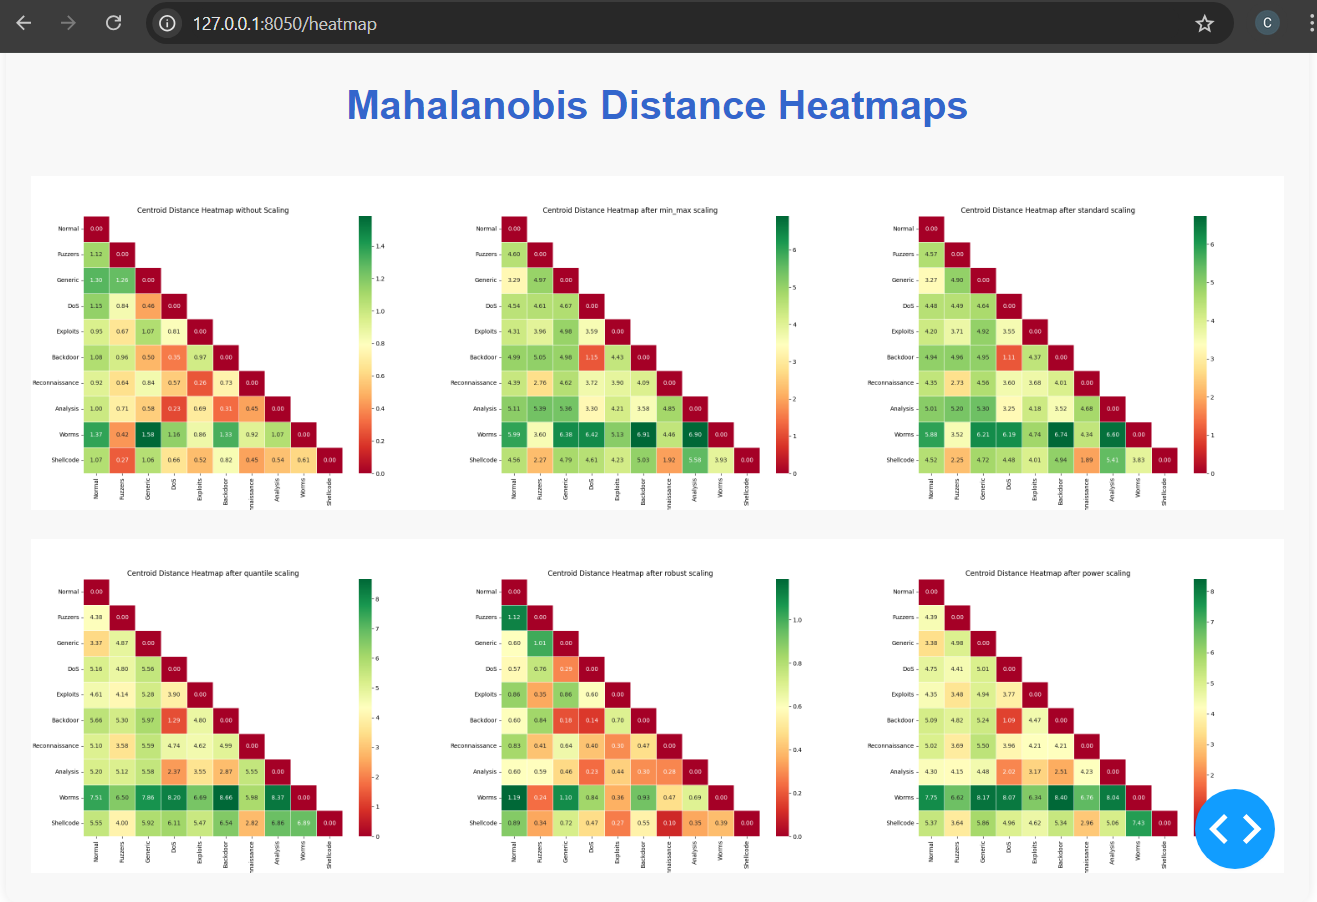 127.0.0.1:8050/heatmap
C
Mahalanobis Distance Heatmaps
Centroid Distance Heatmap without Scaling
Normal 0.00
Fuzzers 1.12 0.00
Generic 1.30 1.26 0.00
DoS 1.15 0.84 0.46 0.00
Exploits 0.95 0.67 1.07 0.81 0.00
Backdoor 1.08 0.96 0.50 0.35 0.97 0.00
Reconnaissance 0.92 0.64 0.84 0.57 0.26 0.73 0.00
Analysis 1.00 0.71 0.58 0.23 0.69 0.31 0.45 0.00
Worms 1.37 0.42 1.58 1.16 0.86 1.33 0.92 1.07 0.00
Shellcode 1.07 0.27 1.06 0.66 0.52 0.82 0.45 0.54 0.61 0.00
Normal Fuzzers Generic DoS Exploits Backdoor naissance Analysis Worms Shellcode
1.4
1.2
1.0
0.8
0.6
0.4
0.2
0.0
Centroid Distance Heatmap after min_max scaling
Normal 0.00
Fuzzers 4.60 0.00
Generic 3.29 4.97 0.00
DoS 4.54 4.61 4.67 0.00
Exploits 4.31 3.96 4.98 3.59 0.00
Backdoor 4.99 5.05 4.98 1.15 4.43 0.00
Reconnaissance 4.39 2.76 4.62 3.72 3.90 4.09 0.00
Analysis 5.11 5.39 5.36 3.30 4.21 3.58 4.85 0.00
Worms 5.99 3.60 6.38 6.42 5.13 6.91 4.46 6.90 0.00
Shellcode 4.56 2.27 4.79 4.61 4.23 5.03 1.92 5.58 3.93 0.00
Normal Fuzzers Generic DoS Exploits Backdoor naissance Analysis Worms Shellcode
6
5
4
3
2
1
0
Centroid Distance Heatmap after standard scaling
Normal 0.00
Fuzzers 4.57 0.00
Generic 3.27 4.90 0.00
DoS 4.48 4.49 4.64 0.00
Exploits 4.20 3.71 4.92 3.55 0.00
Backdoor 4.94 4.96 4.95 1.11 4.37 0.00
Reconnaissance 4.35 2.73 4.56 3.60 3.68 4.01 0.00
Analysis 5.01 5.20 5.30 3.25 4.18 3.52 4.68 0.00
Worms 5.88 3.52 6.21 6.19 4.74 6.74 4.34 6.60 0.00
Shellcode 4.52 2.25 4.72 4.48 4.01 4.94 1.89 5.41 3.83 0.00
Normal Fuzzers Generic DoS Exploits Backdoor naissance Analysis Worms Shellcode
6
5
4
3
2
1
0
Centroid Distance Heatmap after quantile scaling
Normal 0.00
Fuzzers 4.38 0.00
Generic 3.37 4.87 0.00
DoS 5.16 4.80 5.56 0.00
Exploits 4.61 4.14 5.28 3.90 0.00
Backdoor 5.66 5.30 5.97 1.29 4.80 0.00
Reconnaissance 5.10 3.58 5.59 4.74 4.62 4.99 0.00
Analysis 5.20 5.12 5.58 2.37 3.55 2.87 5.55 0.00
Worms 7.51 6.50 7.86 8.20 6.69 8.66 5.98 8.37 0.00
Shellcode 5.55 4.00 5.92 6.11 5.47 6.54 2.82 6.86 6.89 0.00
Normal Fuzzers Generic DoS Exploits Backdoor naissance Analysis Worms Shellcode
8
7
6
5
4
3
2
1
0
Centroid Distance Heatmap after robust scaling
Normal 0.00
Fuzzers 1.12 0.00
Generic 0.60 1.01 0.00
DoS 0.57 0.76 0.29 0.00
Exploits 0.86 0.35 0.86 0.60 0.00
Backdoor 0.60 0.84 0.18 0.14 0.70 0.00
Reconnaissance 0.83 0.41 0.64 0.40 0.30 0.47 0.00
Analysis 0.60 0.59 0.46 0.23 0.44 0.30 0.28 0.00
Worms 1.19 0.24 1.10 0.84 0.36 0.93 0.47 0.69 0.00
Shellcode 0.89 0.34 0.72 0.47 0.27 0.55 0.10 0.35 0.39 0.00
Normal Fuzzers Generic DoS Exploits Backdoor naissance Analysis Worms Shellcode
1.0
0.8
0.6
0.4
0.2
0.0
Centroid Distance Heatmap after power scaling
Normal 0.00
Fuzzers 4.39 0.00
Generic 3.38 4.98 0.00
DoS 4.75 4.41 5.01 0.00
Exploits 4.35 3.48 4.94 3.77 0.00
Backdoor 5.09 4.82 5.24 1.09 4.47 0.00
Reconnaissance 5.02 3.69 5.50 3.96 4.21 4.21 0.00
Analysis 4.30 4.15 4.48 2.02 3.17 2.51 4.23 0.00
Worms 7.75 6.62 8.17 8.07 6.34 8.40 6.76 8.04 0.00
Shellcode 5.37 3.64 5.86 4.96 4.62 5.34 2.96 5.06 7.43 0.00
Normal Fuzzers Generic DoS Exploits Backdoor naissance Analysis Worms Shellcode
8
7
6
5
4
3
2